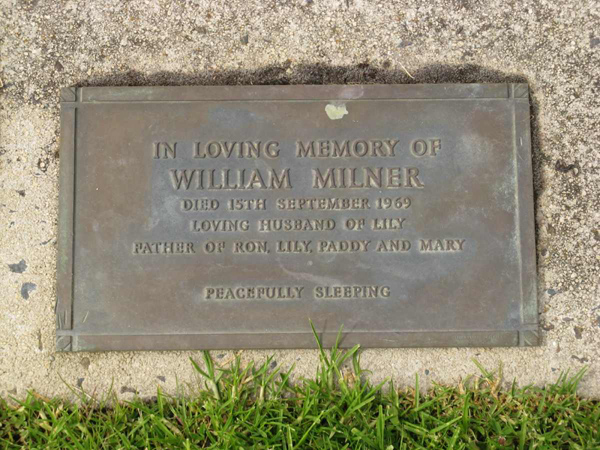 IN LOVING MEMORY OF
WILLIAM MILNER
DIED 15TH SEPTEMBER 1969
LOVING HUSBAND OF LILY
FATHER OF RON, LILY, PADDY AND MARY
PEACEFULLY SLEEPING